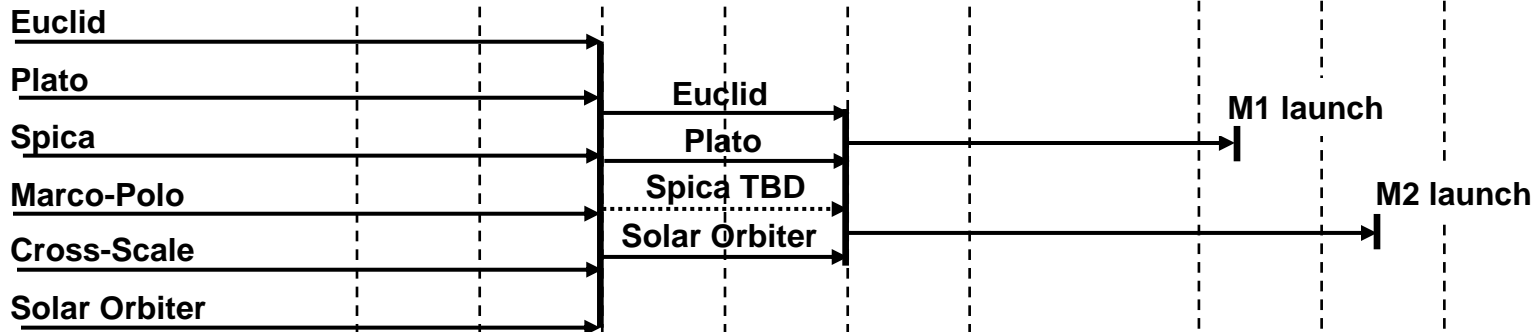 Euclid
Plato
Spica
Marco-Polo
Cross-Scale
Solar Orbiter
Euclid
Plato
Spica TBD
Solar Orbiter
M1 launch
M2 launch